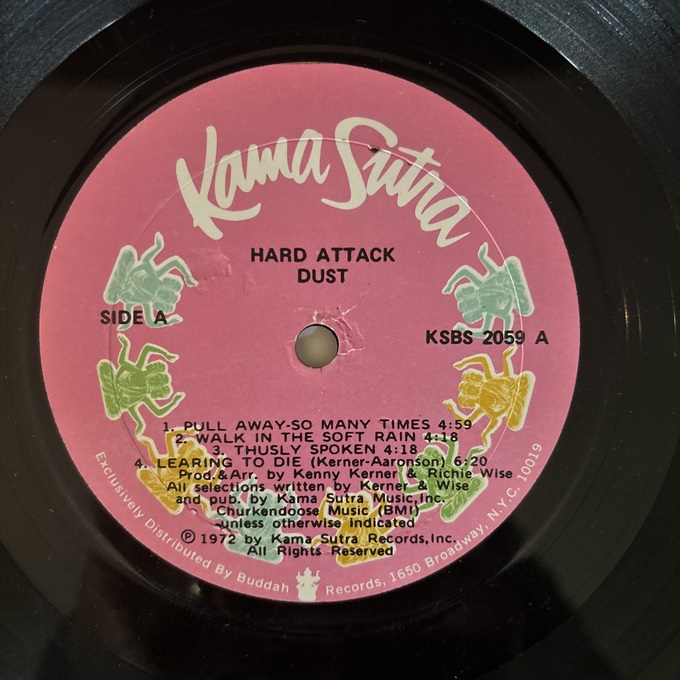 Kama Sutra
HARD ATTACK
DUST
SIDE A
KSBS 2059 A
1. PULL AWAY-SO MANY TIMES 4:59
2. WALK IN THE SOFT RAIN 4:18
3. THUSLY SPOKEN 4:18
4. LEARING TO DIE (Kerner-Aaronson) 6:20
Prod.&Arr. by Kenny Kerner & Richie Wise
All selections written by Kerner & Wise
and pub. by Kama Sutra Music,Inc.
Churkendoose Music (BMI)
unless otherwise indicated
Ⓟ 1972 by Kama Sutra Records,Inc.
All Rights Reserved
Exclusively Distributed By Buddah Records, 1650 Broadway, N.Y.C. 10019